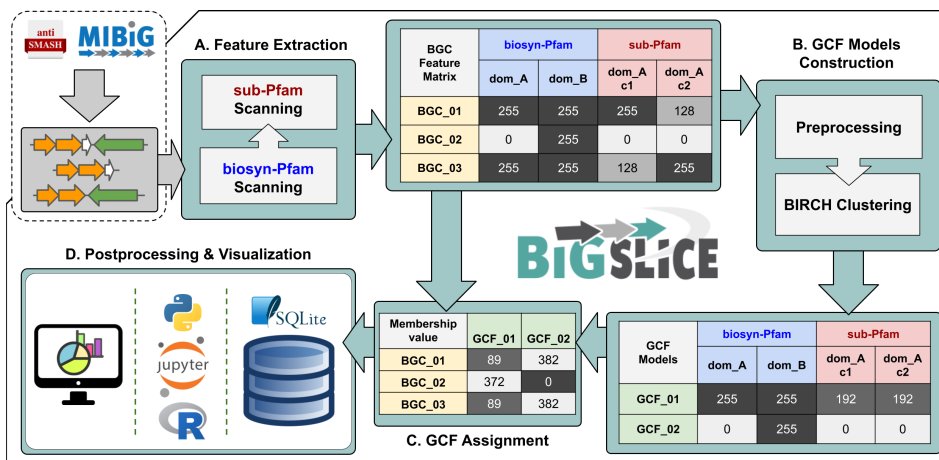 anti
SMASH
MIBiG
A. Feature Extraction
sub-Pfam
Scanning
biosyn-Pfam
Scanning
BGC
Feature
Matrix
biosyn-Pfam
sub-Pfam
dom_A
dom_B
dom_A
c1
dom_A
c2
BGC_01
255
255
255
128
BGC_02
0
255
0
0
BGC_03
255
255
128
255
B. GCF Models
Construction
Preprocessing
BIRCH Clustering
BiG SLiCE
D. Postprocessing & Visualization
python
jupyter
R
SQLite
Membership
value
GCF_01
GCF_02
BGC_01
89
382
BGC_02
372
0
BGC_03
89
382
C. GCF Assignment
GCF
Models
biosyn-Pfam
sub-Pfam
dom_A
dom_B
dom_A
c1
dom_A
c2
GCF_01
255
255
192
192
GCF_02
0
255
0
0